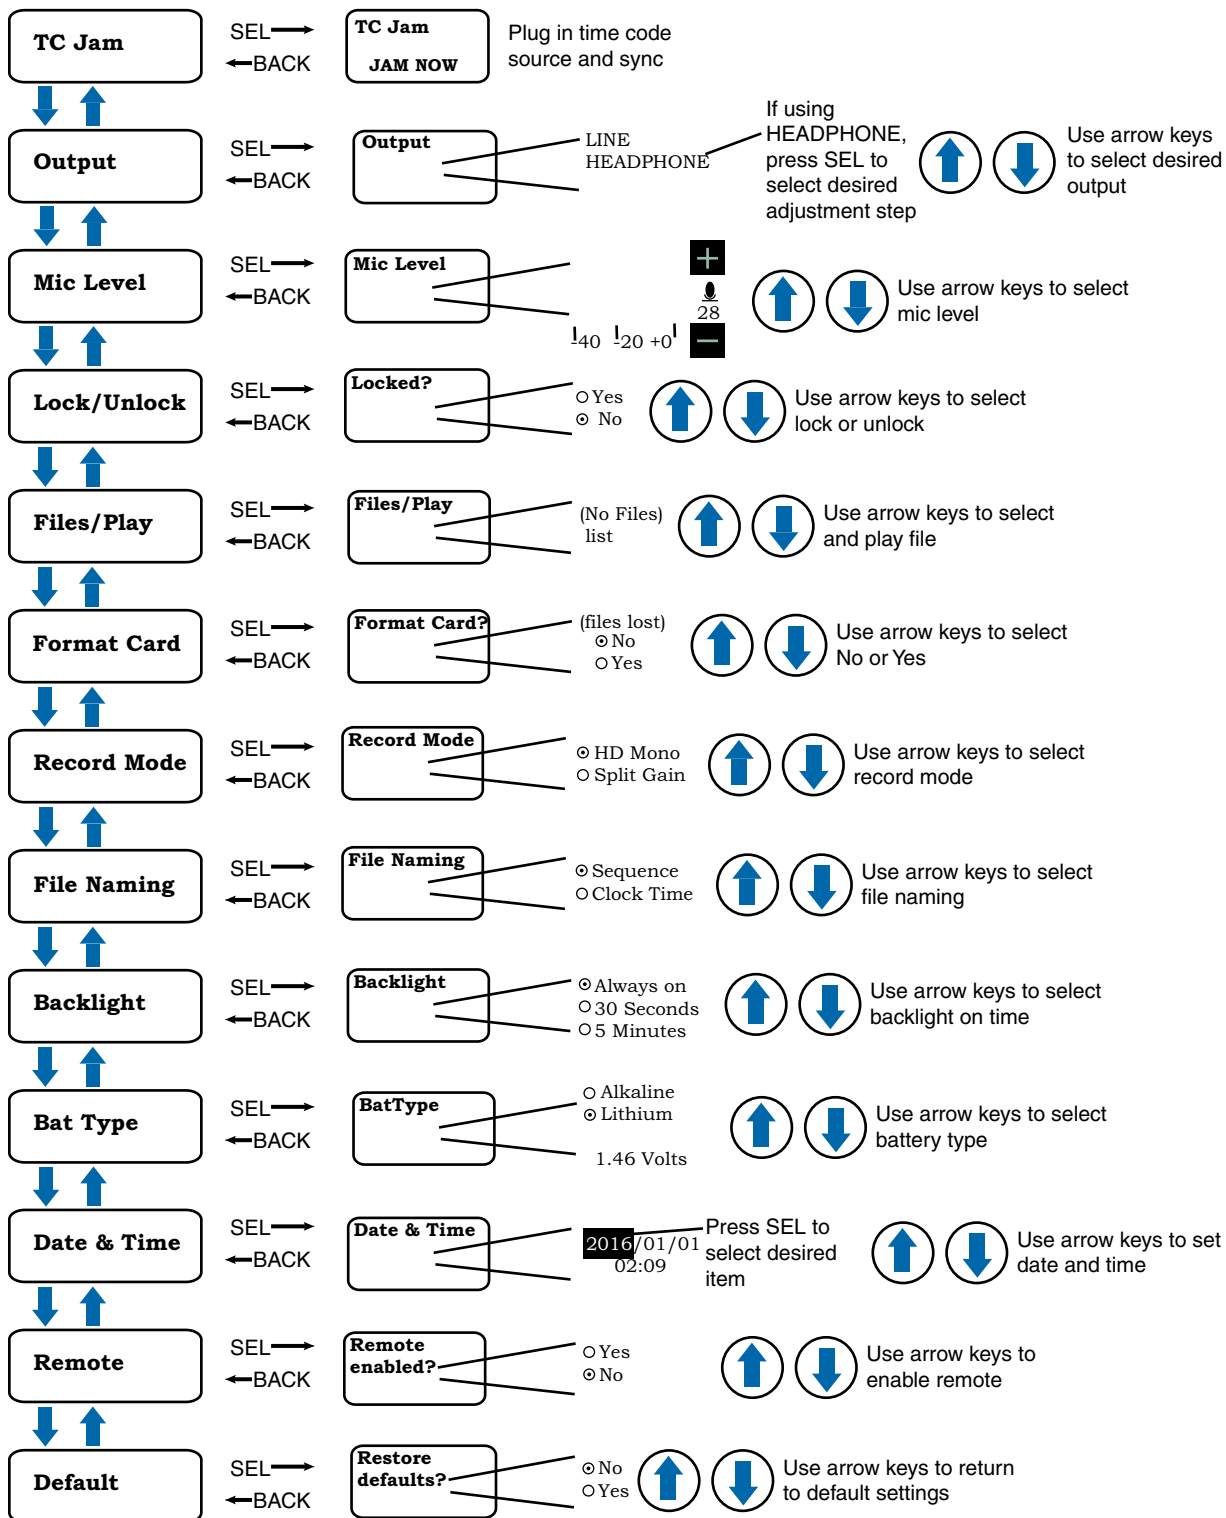 TC Jam
SEL
BACK
TC Jam
JAM NOW
Plug in time code
source and sync
Output
SEL
BACK
Output
LINE
HEADPHONE
If using
HEADPHONE,
press SEL to
select desired
adjustment step
Use arrow keys
to select desired
output
Mic Level
SEL
BACK
Mic Level
28
-40 -20 +0
Use arrow keys to select
mic level
Lock/Unlock
SEL
BACK
Locked?
Yes
No
Use arrow keys to select
lock or unlock
Files/Play
SEL
BACK
Files/Play
(No Files)
list
Use arrow keys to select
and play file
Format Card
SEL
BACK
Format Card?
(files lost)
No
Yes
Use arrow keys to select
No or Yes
Record Mode
SEL
BACK
Record Mode
HD Mono
Split Gain
Use arrow keys to select
record mode
File Naming
SEL
BACK
File Naming
Sequence
Clock Time
Use arrow keys to select
file naming
Backlight
SEL
BACK
Backlight
Always on
30 Seconds
5 Minutes
Use arrow keys to select
backlight on time
Bat Type
SEL
BACK
BatType
Alkaline
Lithium
1.46 Volts
Use arrow keys to select
battery type
Date & Time
SEL
BACK
Date & Time
2016/01/01
02:09
Press SEL to
select desired
item
Use arrow keys to set
date and time
Remote
SEL
BACK
Remote
enabled?
Yes
No
Use arrow keys to
enable remote
Default
SEL
BACK
Restore
defaults?
No
Yes
Use arrow keys to return
to default settings